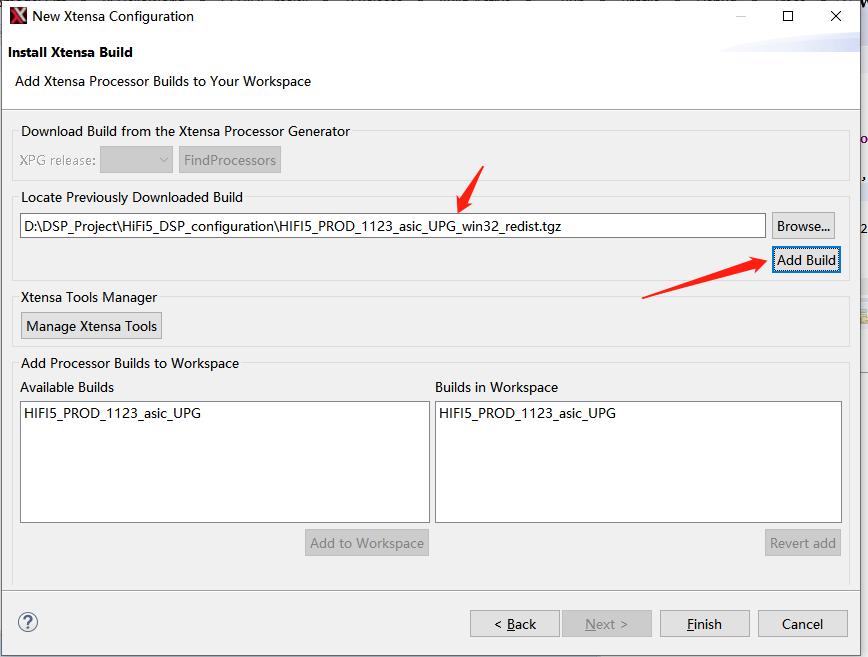 New Xtensa Configuration
Install Xtensa Build
Add Xtensa Processor Builds to Your Workspace
Download Build from the Xtensa Processor Generator
XPG release:
FindProcessors
Locate Previously Downloaded Build
D:\DSP_Project\HiFi5_DSP_configuration\HIFI5_PROD_1123_asic_UPG_win32_redist.tgz
Browse...
Add Build
Xtensa Tools Manager
Manage Xtensa Tools
Add Processor Builds to Workspace
Available Builds
Builds in Workspace
HIFI5_PROD_1123_asic_UPG
HIFI5_PROD_1123_asic_UPG
Add to Workspace
Revert add
?
< Back
Next >
Finish
Cancel